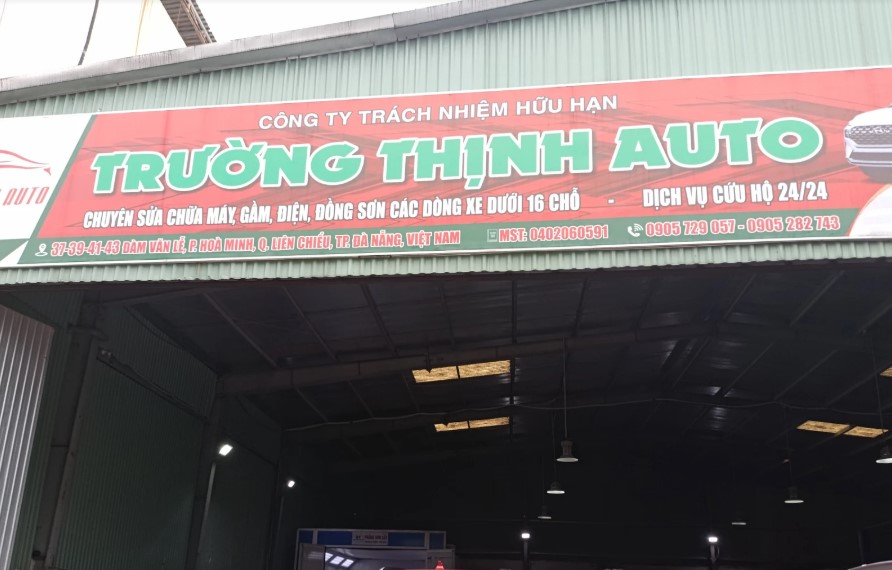 CÔNG TY TRÁCH NHIỆM HỮU HẠN
TRƯỜNG THỊNH AUTO
AUTO
CHUYÊN SỬA CHỮA MÁY, GẦM, ĐIỆN, ĐỒNG SƠN CÁC DÒNG XE DƯỚI 16 CHỖ - DỊCH VỤ CỨU HỘ 24/24
37-39-41-43 ĐÀM VĂN LỄ, P. HOÀ MINH, Q. LIÊN CHIỂU, TP. ĐÀ NẴNG, VIỆT NAM MST: 0402060591 0905 729 057 - 0905 282 743